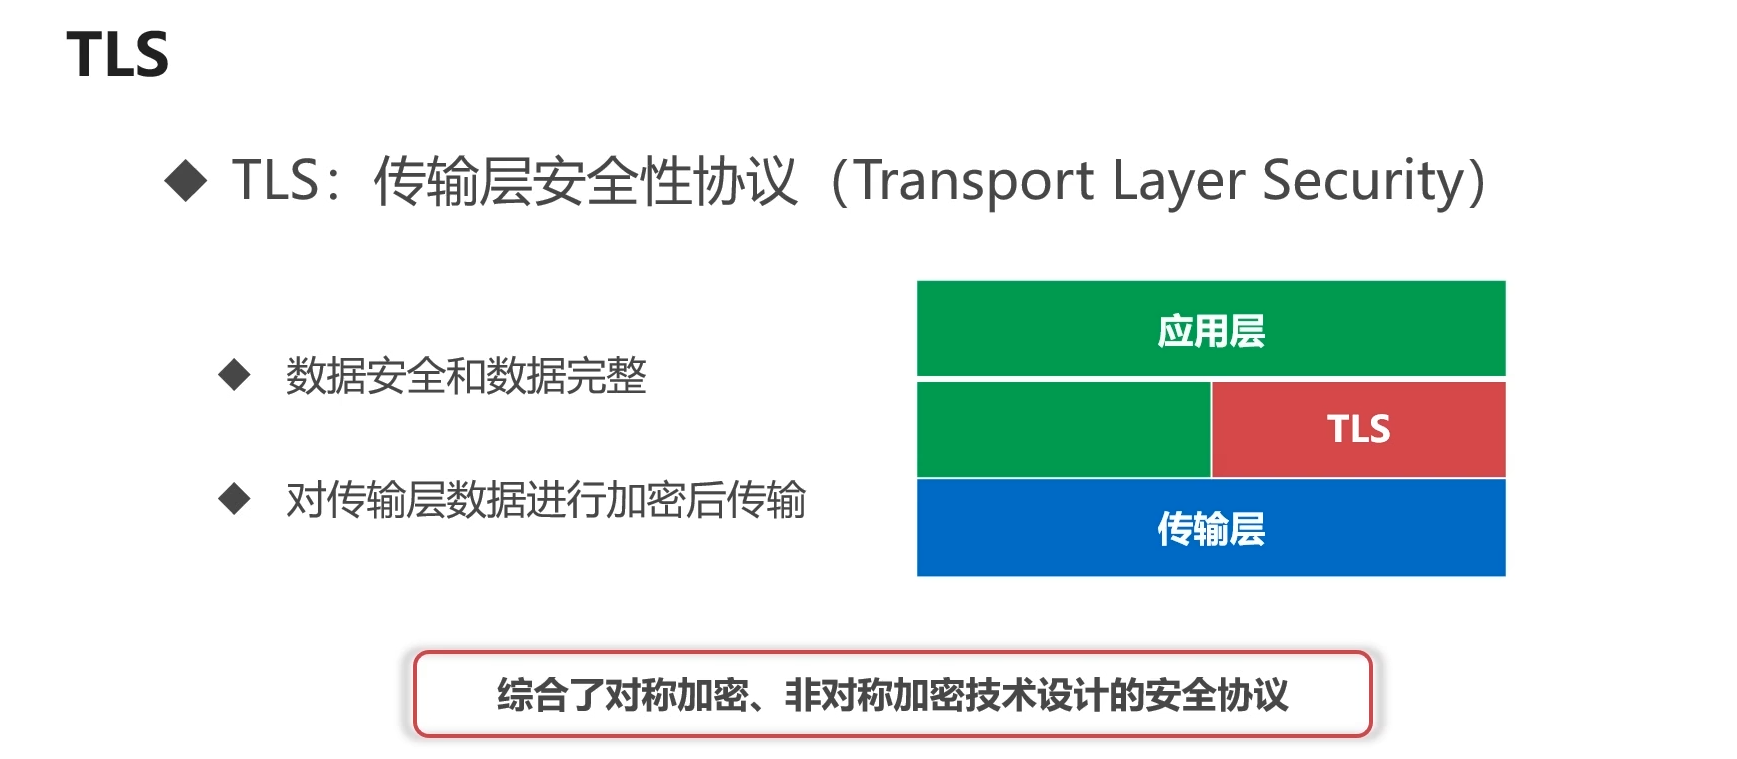 TLS
TLS：传输层安全性协议（Transport Layer Security）
数据安全和数据完整
对传输层数据进行加密后传输
应用层
TLS
传输层
综合了对称加密、非对称加密技术设计的安全协议